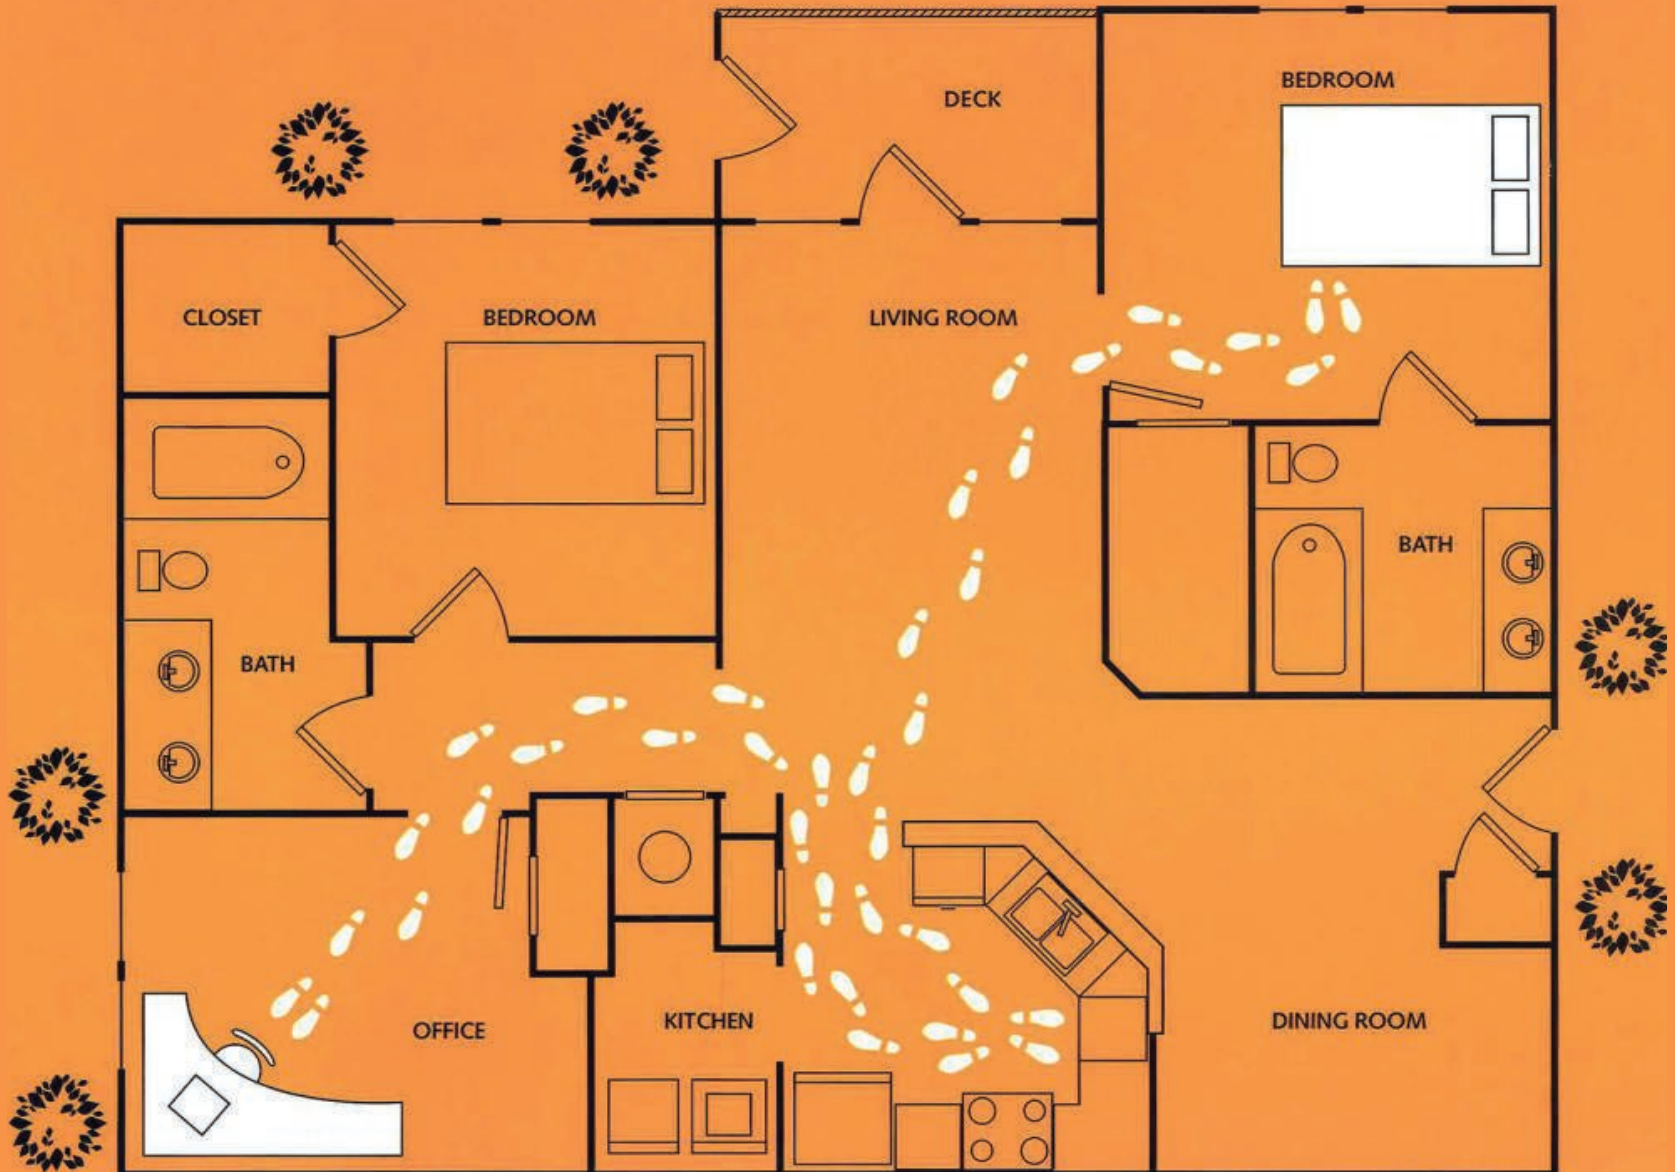 BEDROOM
DECK
CLOSET
BEDROOM
LIVING ROOM
BATH
BATH
OFFICE
KITCHEN
DINING ROOM